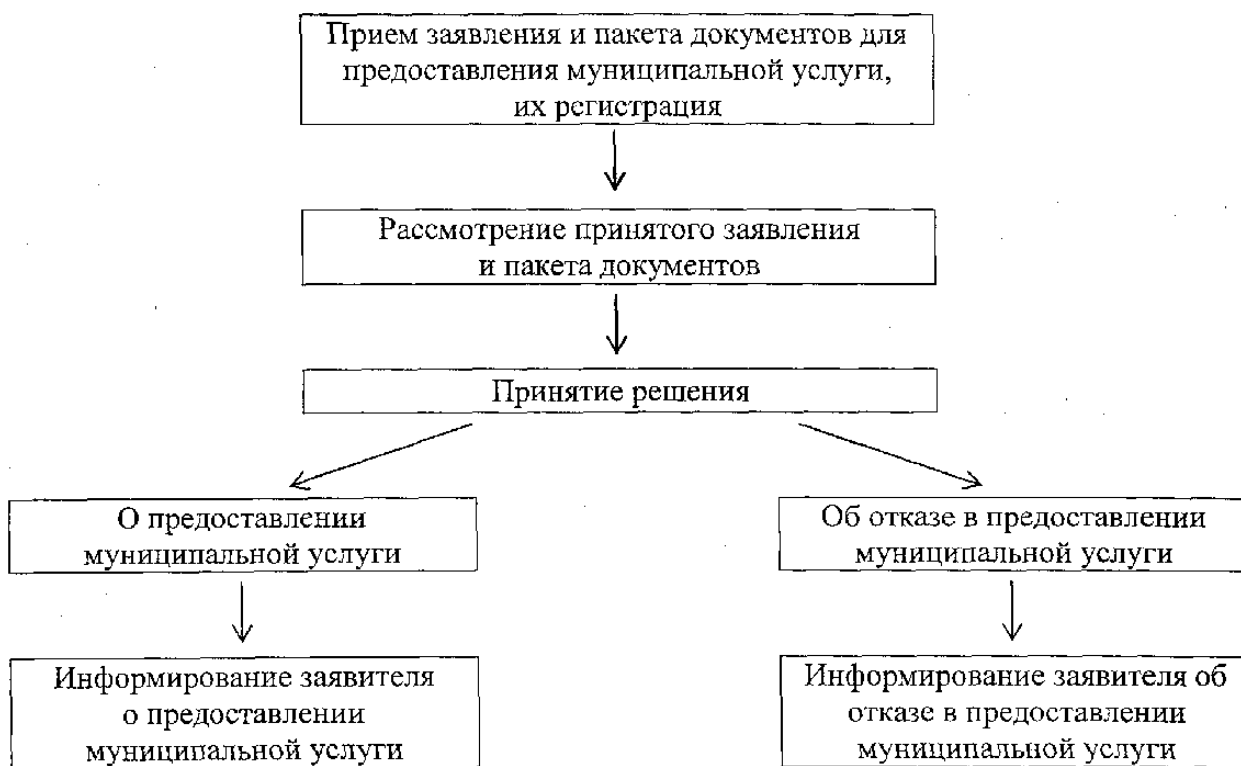 Прием заявления и пакета документов для
предоставления муниципальной услуги,
их регистрация
Рассмотрение принятого заявления
и пакета документов
Принятие решения
О предоставлении
муниципальной услуги
Об отказе в предоставлении
муниципальной услуги
Информирование заявителя
о предоставлении
муниципальной услуги
Информирование заявителя об
отказе в предоставлении
муниципальной услуги